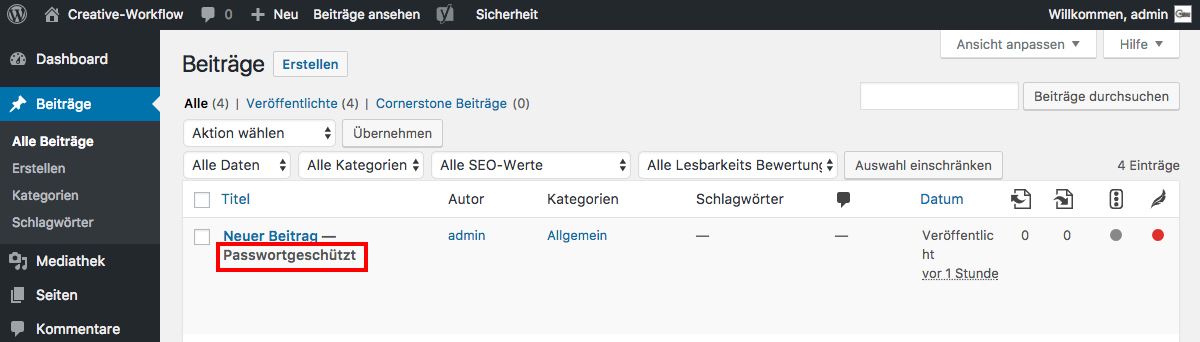 Creative-Workflow 0 Neu Beiträge ansehen Sicherheit Willkommen, admin
Dashboard
Beiträge
Alle Beiträge
Erstellen
Kategorien
Schlagwörter
Mediathek
Seiten
Kommentare
Ansicht anpassen Hilfe
Beiträge Erstellen
Alle (4) | Veröffentlichte (4) | Cornerstone Beiträge (0)
Beiträge durchsuchen
Aktion wählen Übernehmen
Alle Daten Alle Kategorien Alle SEO-Werte Alle Lesbarkeits Bewertung Auswahl einschränken 4 Einträge
Titel Autor Kategorien Schlagwörter Datum
Neuer Beitrag — admin Allgemein — — Veröffentlic 0 0
Passwortgeschützt ht
vor 1 Stunde